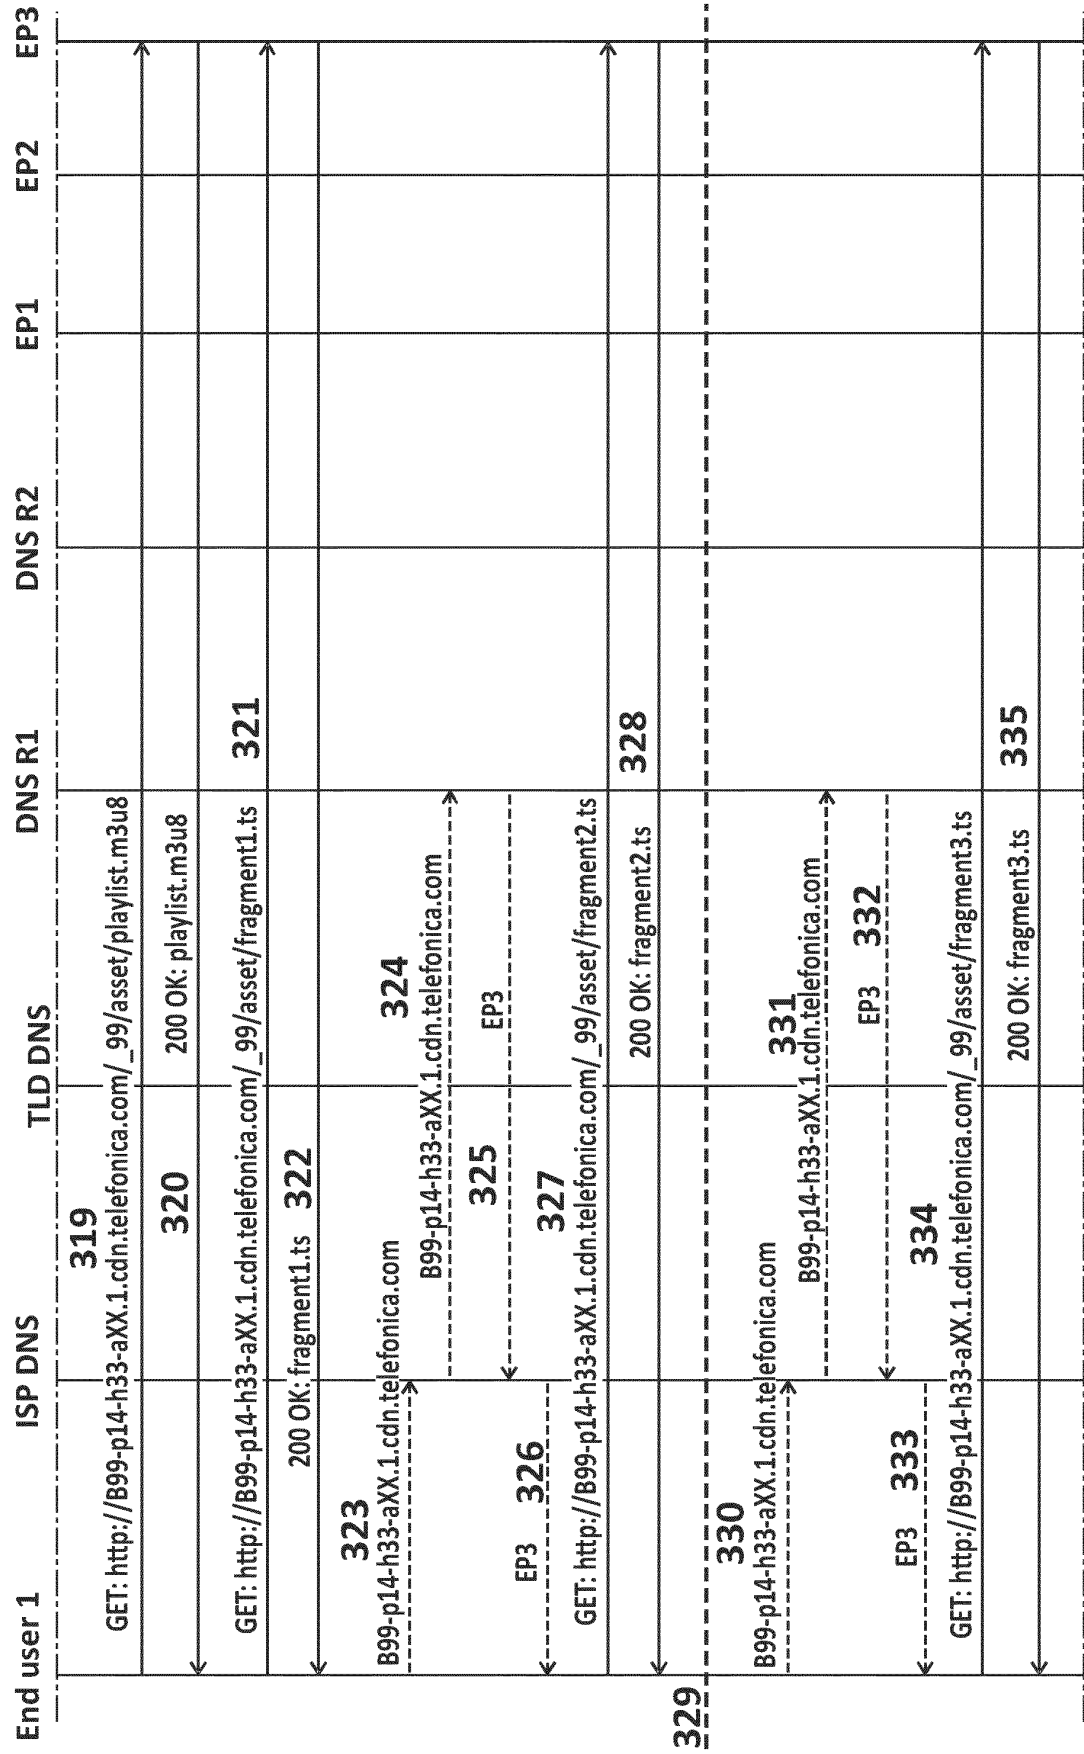 End user 1
ISP DNS
TLD DNS
DNS R1
DNS R2
EP1
EP2
EP3
319
GET: http://B99-p14-h33-aXX.1.cdn.telefonica.com/_99/asset/playlist.m3u8
320
200 OK: playlist.m3u8
321
GET: http://B99-p14-h33-aXX.1.cdn.telefonica.com/_99/asset/fragment1.ts
200 OK: fragment1.ts
322
323
B99-p14-h33-aXX.1.cdn.telefonica.com
324
B99-p14-h33-aXX.1.cdn.telefonica.com
325
EP3
EP3
326
327
GET: http://B99-p14-h33-aXX.1.cdn.telefonica.com/_99/asset/fragment2.ts
200 OK: fragment2.ts
328
329
330
B99-p14-h33-aXX.1.cdn.telefonica.com
331
B99-p14-h33-aXX.1.cdn.telefonica.com
EP3
332
EP3
333
334
GET: http://B99-p14-h33-aXX.1.cdn.telefonica.com/_99/asset/fragment3.ts
200 OK: fragment3.ts
335